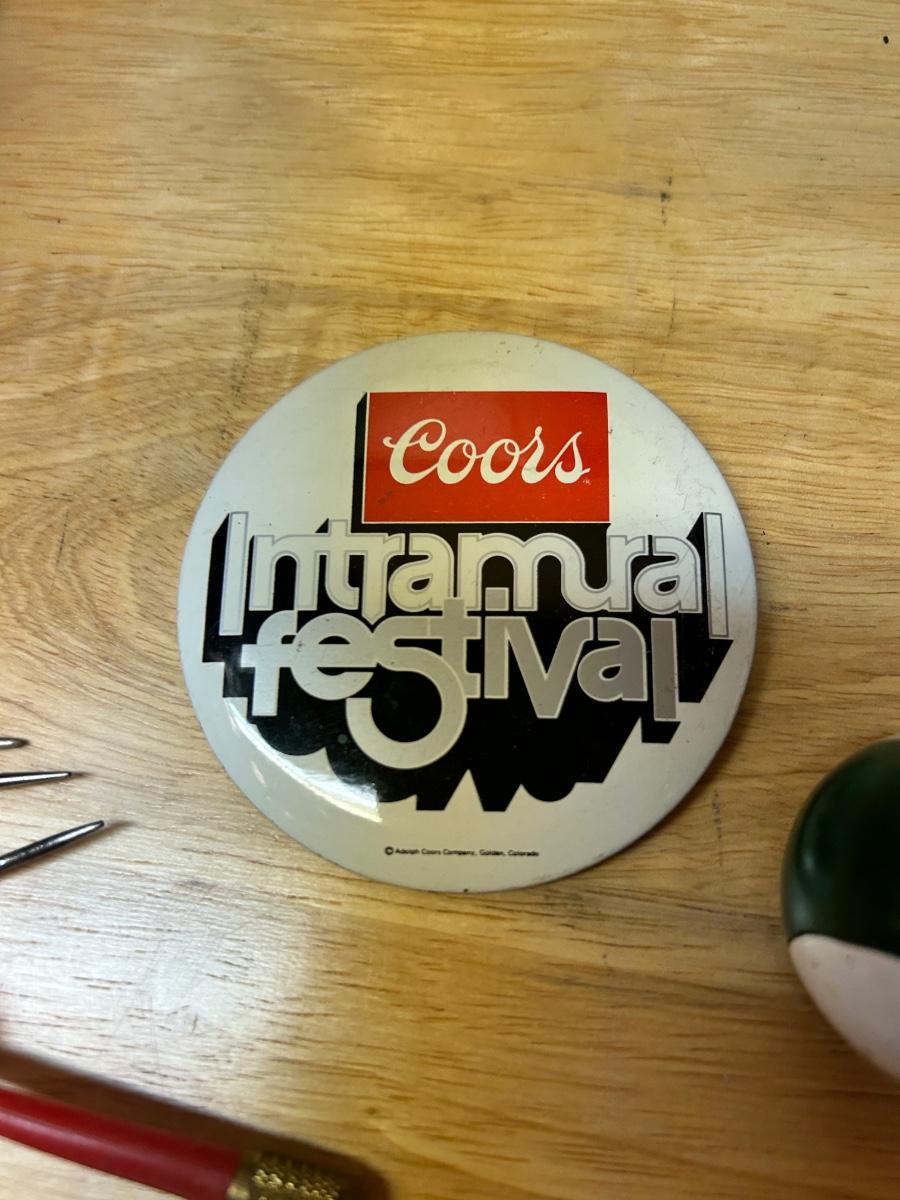 Coors
Intramural
festival
© Adolph Coors Company, Golden, Colorado